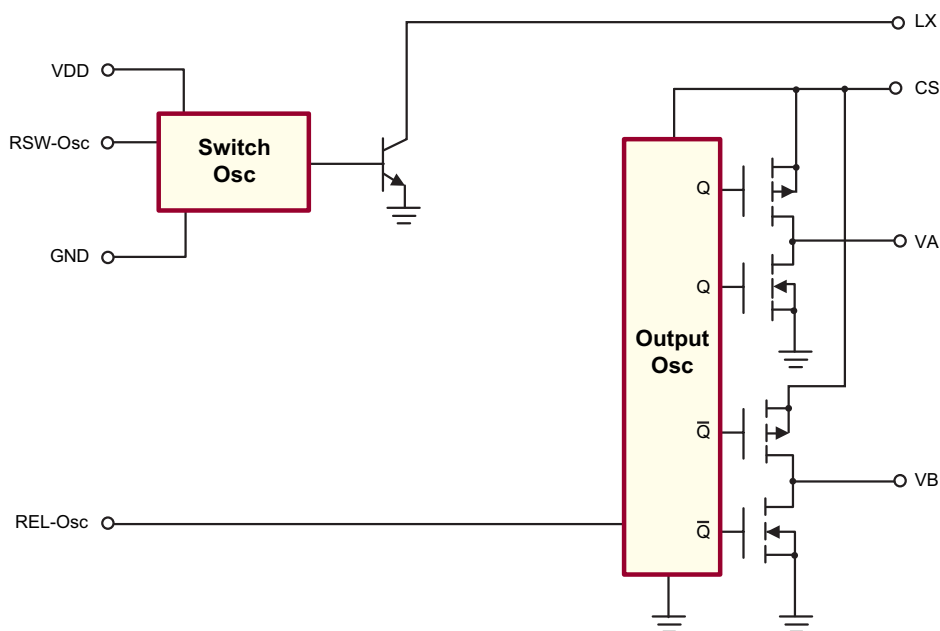 LX
VDD
CS
RSW-Osc
Switch
Osc
Q
GND
VA
Q
Output
Osc
Q̅
VB
REL-Osc
Q̅